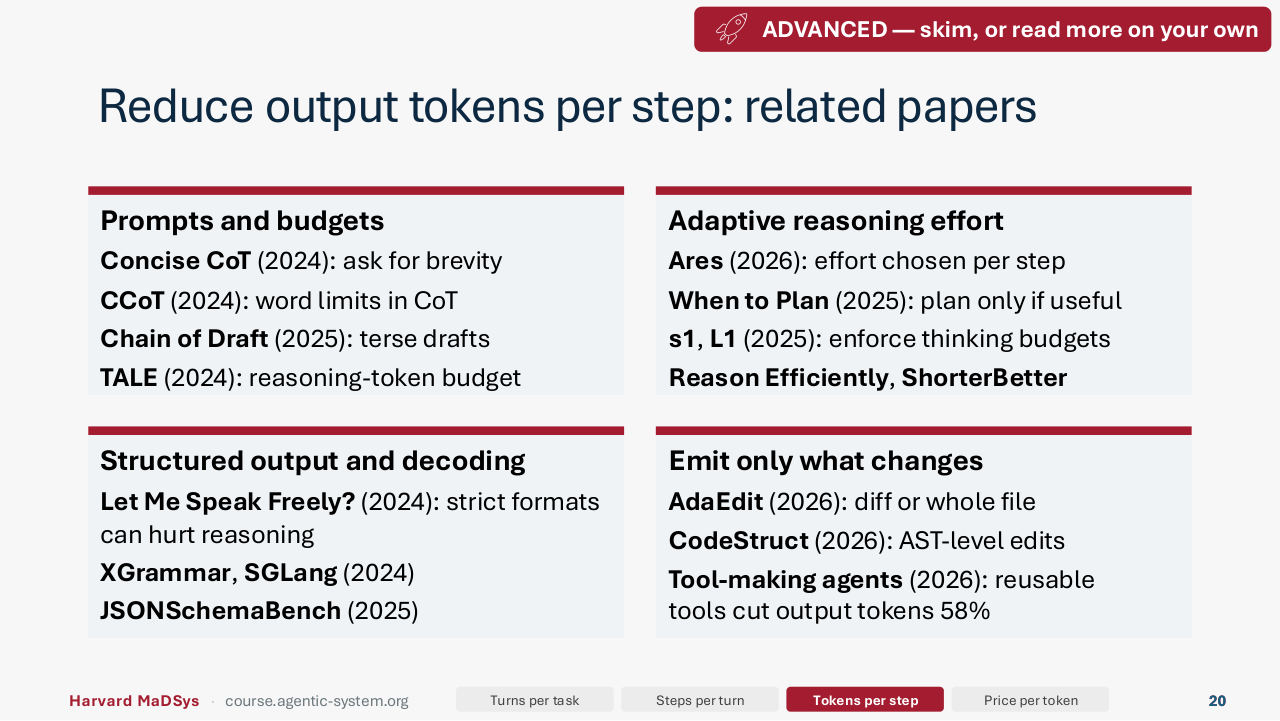 ADVANCED — skim, or read more on your own
Reduce output tokens per step: related papers
Prompts and budgets
Concise CoT (2024): ask for brevity
CCoT (2024): word limits in CoT
Chain of Draft (2025): terse drafts
TALE (2024): reasoning-token budget
Adaptive reasoning effort
Ares (2026): effort chosen per step
When to Plan (2025): plan only if useful
s1, L1 (2025): enforce thinking budgets
Reason Efficiently, ShorterBetter
Structured output and decoding
Let Me Speak Freely? (2024): strict formats
can hurt reasoning
XGrammar, SGLang (2024)
JSONSchemaBench (2025)
Emit only what changes
AdaEdit (2026): diff or whole file
CodeStruct (2026): AST-level edits
Tool-making agents (2026): reusable
tools cut output tokens 58%
Harvard MaDSys · course.agentic-system.org
Turns per task
Steps per turn
Tokens per step
Price per token
20